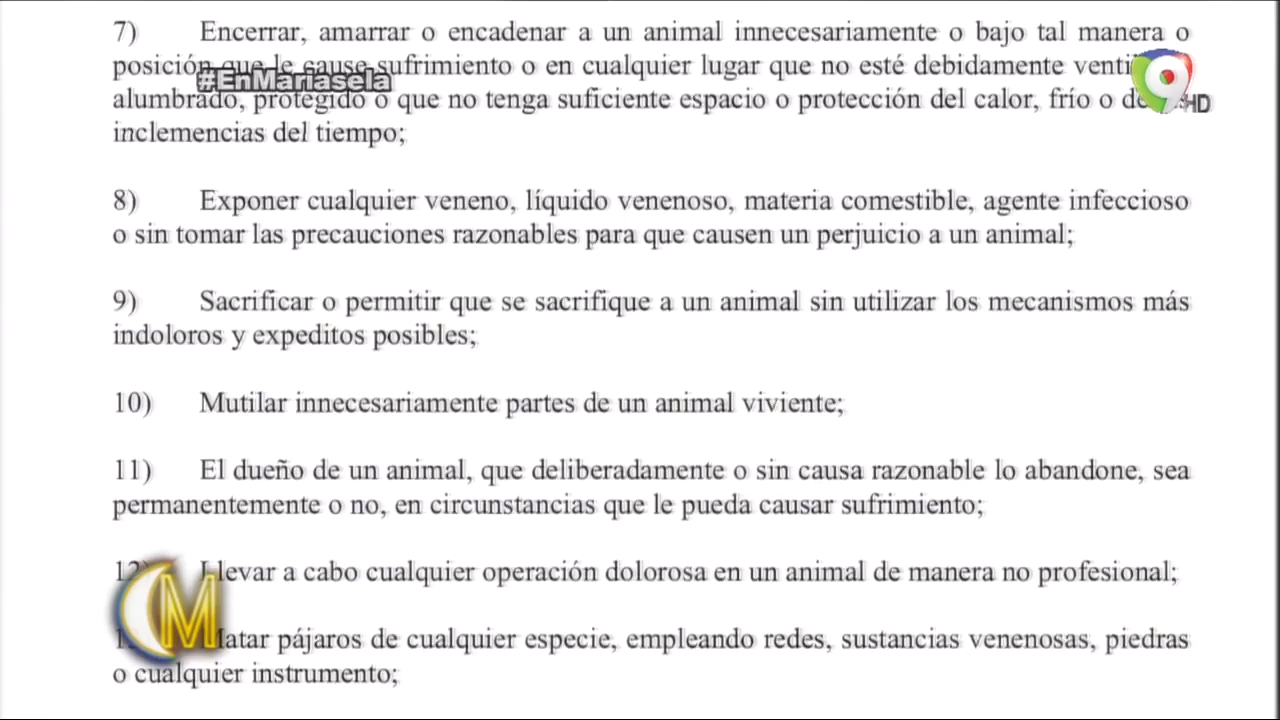 7) Encerrar, amarrar o encadenar a un animal innecesariamente o bajo tal manera o
posición que le cause sufrimiento o en cualquier lugar que no esté debidamente
#EnMariasela
9
HD
alumbrado, protegido o que no tenga suficiente espacio o protección del calor, frío o
inclemencias del tiempo;
8) Exponer cualquier veneno, líquido venenoso, materia comestible, agente infeccioso
o sin tomar las precauciones razonables para que causen un perjuicio a un animal;
9) Sacrificar o permitir que se sacrifique a un animal sin utilizar los mecanismos más
indoloros y expeditos posibles;
10) Mutilar innecesariamente partes de un animal viviente;
11) El dueño de un animal, que deliberadamente o sin causa razonable lo abandone, sea
permanentemente o no, en circunstancias que le pueda causar sufrimiento;
12) Llevar a cabo cualquier operación dolorosa en un animal de manera no profesional;
M
Matar pájaros de cualquier especie, empleando redes, sustancias venenosas, piedras
o cualquier instrumento;